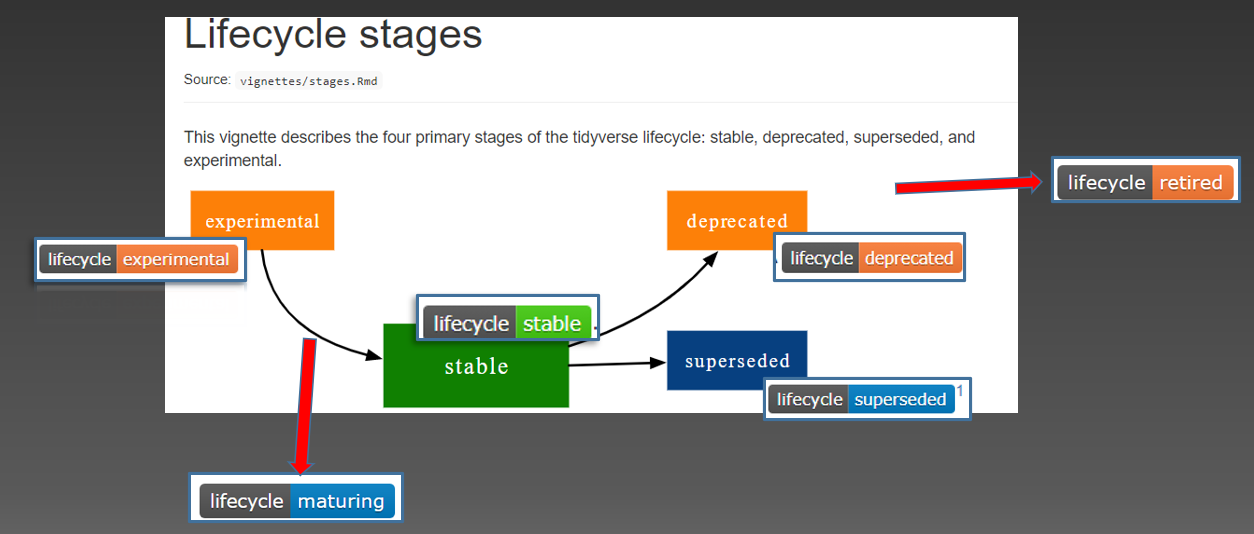 Lifecycle stages
Source: vignettes/stages.Rmd
This vignette describes the four primary stages of the tidyverse lifecycle: stable, deprecated, superseded, and
experimental.
experimental
lifecycle experimental
deprecated
lifecycle deprecated
lifecycle retired
lifecycle stable
stable
superseded
lifecycle superseded 1
lifecycle maturing